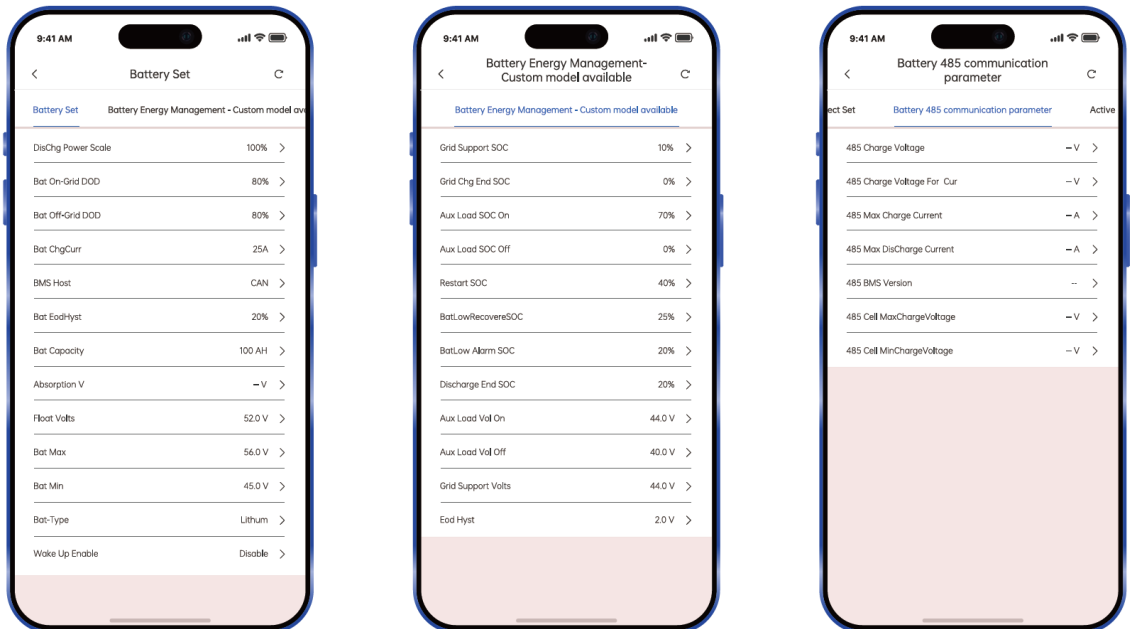 9:41 AM
Battery Set
Battery Set Battery Energy Management - Custom model ava
DisChg Power Scale 100%
Bat On-Grid DOD 80%
Bat Off-Grid DOD 80%
Bat ChgCurr 25A
BMS Host CAN
Bat EodHyst 20%
Bat Capacity 100 AH
Absorption V – V
Float Volts 52.0 V
Bat Max 56.0 V
Bat Min 45.0 V
Bat-Type Lithum
Wake Up Enable Disable
9:41 AM
Battery Energy Management-
Custom model available
Battery Energy Management - Custom model available
Grid Support SOC 10%
Grid Chg End SOC 0%
Aux Load SOC On 70%
Aux Load SOC Off 0%
Restart SOC 40%
BatLowRecovereSOC 25%
BatLow Alarm SOC 20%
Discharge End SOC 20%
Aux Load Vol On 44.0 V
Aux Load Vol Off 40.0 V
Grid Support Volts 44.0 V
Eod Hyst 2.0 V
9:41 AM
Battery 485 communication
parameter
ect Set Battery 485 communication parameter Active
485 Charge Voltage – V
485 Charge Voltage For Cur -- V
485 Max Charge Current – A
485 Max DisCharge Current – A
485 BMS Version --
485 Cell MaxChargeVoltage – V
485 Cell MinChargeVoltage -- V